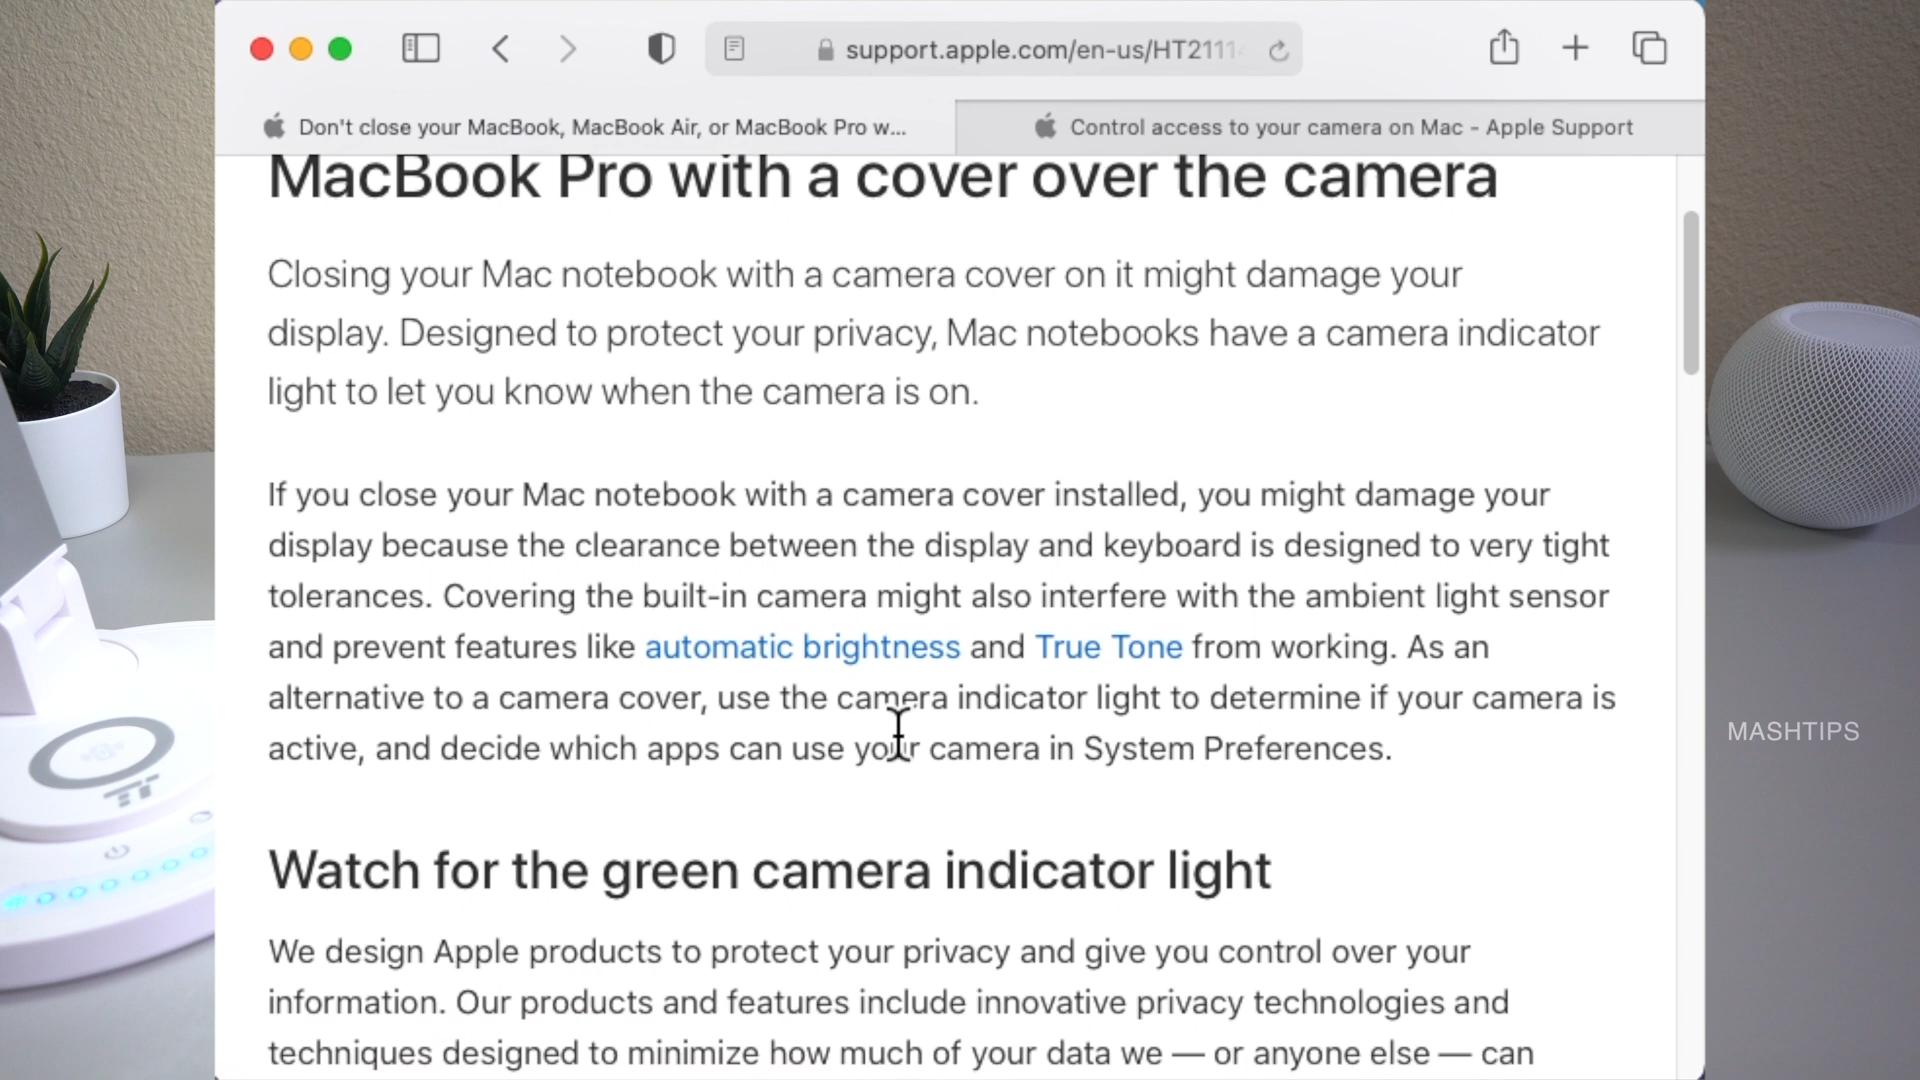 support.apple.com/en-us/HT2111
Don't close your MacBook, MacBook Air, or MacBook Pro w...
Control access to your camera on Mac - Apple Support
MacBook Pro with a cover over the camera
Closing your Mac notebook with a camera cover on it might damage your
display. Designed to protect your privacy, Mac notebooks have a camera indicator
light to let you know when the camera is on.
If you close your Mac notebook with a camera cover installed, you might damage your
display because the clearance between the display and keyboard is designed to very tight
tolerances. Covering the built-in camera might also interfere with the ambient light sensor
and prevent features like automatic brightness and True Tone from working. As an
alternative to a camera cover, use the camera indicator light to determine if your camera is
active, and decide which apps can use your camera in System Preferences.
MASHTIPS
Watch for the green camera indicator light
We design Apple products to protect your privacy and give you control over your
information. Our products and features include innovative privacy technologies and
techniques designed to minimize how much of your data we — or anyone else — can